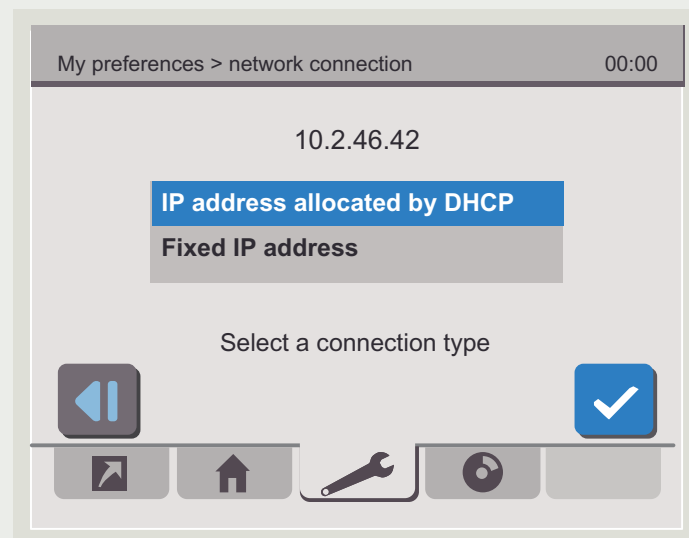 My preferences > network connection 00:00
10.2.46.42
IP address allocated by DHCP
Fixed IP address
Select a connection type